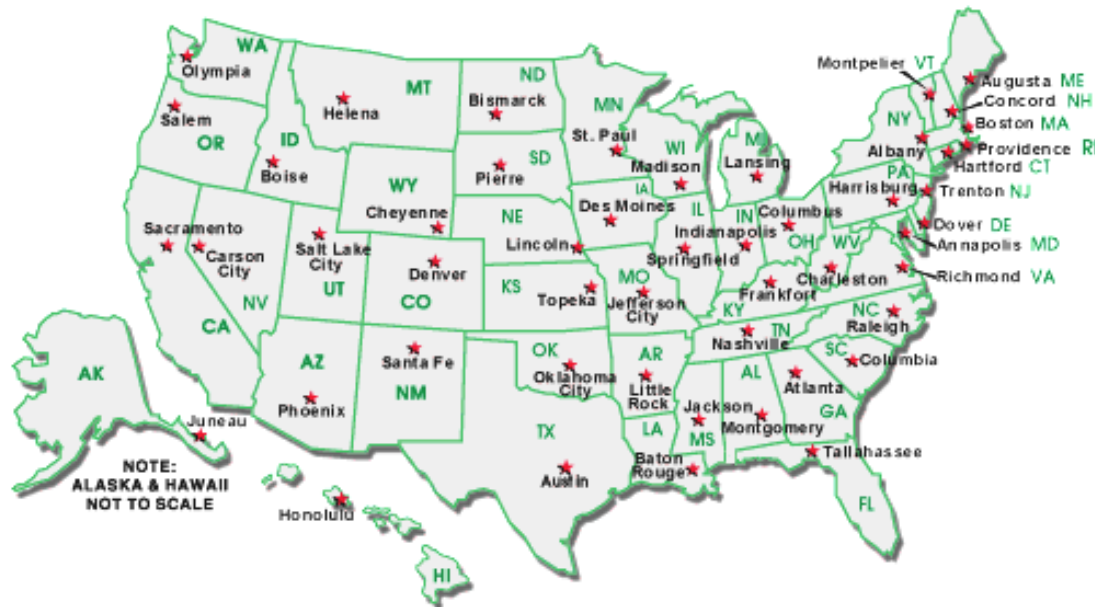 WA
Olympia
MT
Helena
ND
Bismarck
MN
St. Paul
Montpelier VT
Augusta ME
Concord NH
Boston MA
Providence RI
Hartford CT
NY
Albany
Salem
OR
ID
Boise
SD
Pierre
WI
Madison
MI
Lansing
PA
Harrisburg
Trenton NJ
WY
Cheyenne
NE
Lincoln
IA
Des Moines
IL
Springfield
IN
Indianapolis
Columbus
OH
WV
Charleston
Dover DE
Annapolis MD
Richmond VA
Sacramento
Carson
City
NV
CA
Salt Lake
City
UT
Denver
CO
KS
Topeka
MO
Jefferson
City
Frankfort
KY
NC
Raleigh
TN
Nashville
SC
Columbia
AZ
Phoenix
Santa Fe
NM
OK
Oklahoma
City
AR
Little
Rock
AL
Montgomery
Atlanta
GA
Jackson
MS
LA
Baton
Rouge
TX
Austin
Tallahassee
FL
AK
Juneau
NOTE:
ALASKA & HAWAII
NOT TO SCALE
Honolulu
HI